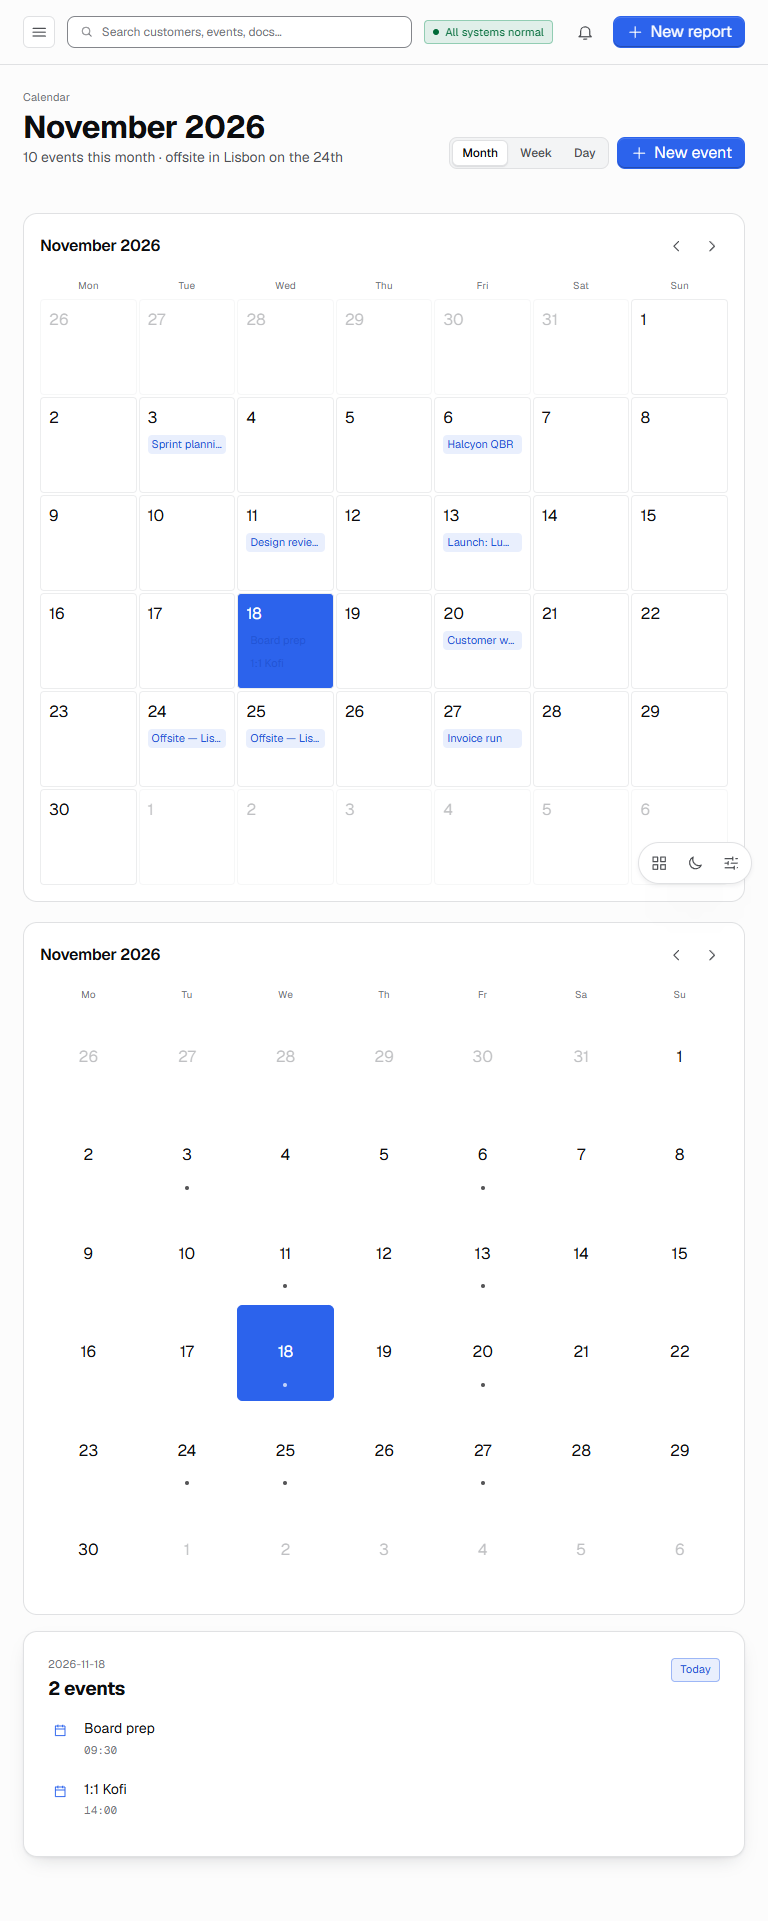 Search customers, events, docs...
All systems normal
New report
Calendar
November 2026
10 events this month · offsite in Lisbon on the 24th
Month Week Day
New event
November 2026
Mon Tue Wed Thu Fri Sat Sun
26 27 28 29 30 31 1
2 3 4 5 6 7 8
Sprint planni... Halcyon QBR
9 10 11 12 13 14 15
Design revie... Launch: Lu...
16 17 18 19 20 21 22
Board prep Customer w...
1:1 Kofi
23 24 25 26 27 28 29
Offsite — Lis... Offsite — Lis... Invoice run
30 1 2 3 4 5 6
November 2026
Mo Tu We Th Fr Sa Su
26 27 28 29 30 31 1
2 3 4 5 6 7 8
9 10 11 12 13 14 15
16 17 18 19 20 21 22
23 24 25 26 27 28 29
30 1 2 3 4 5 6
2026-11-18
Today
2 events
Board prep
09:30
1:1 Kofi
14:00